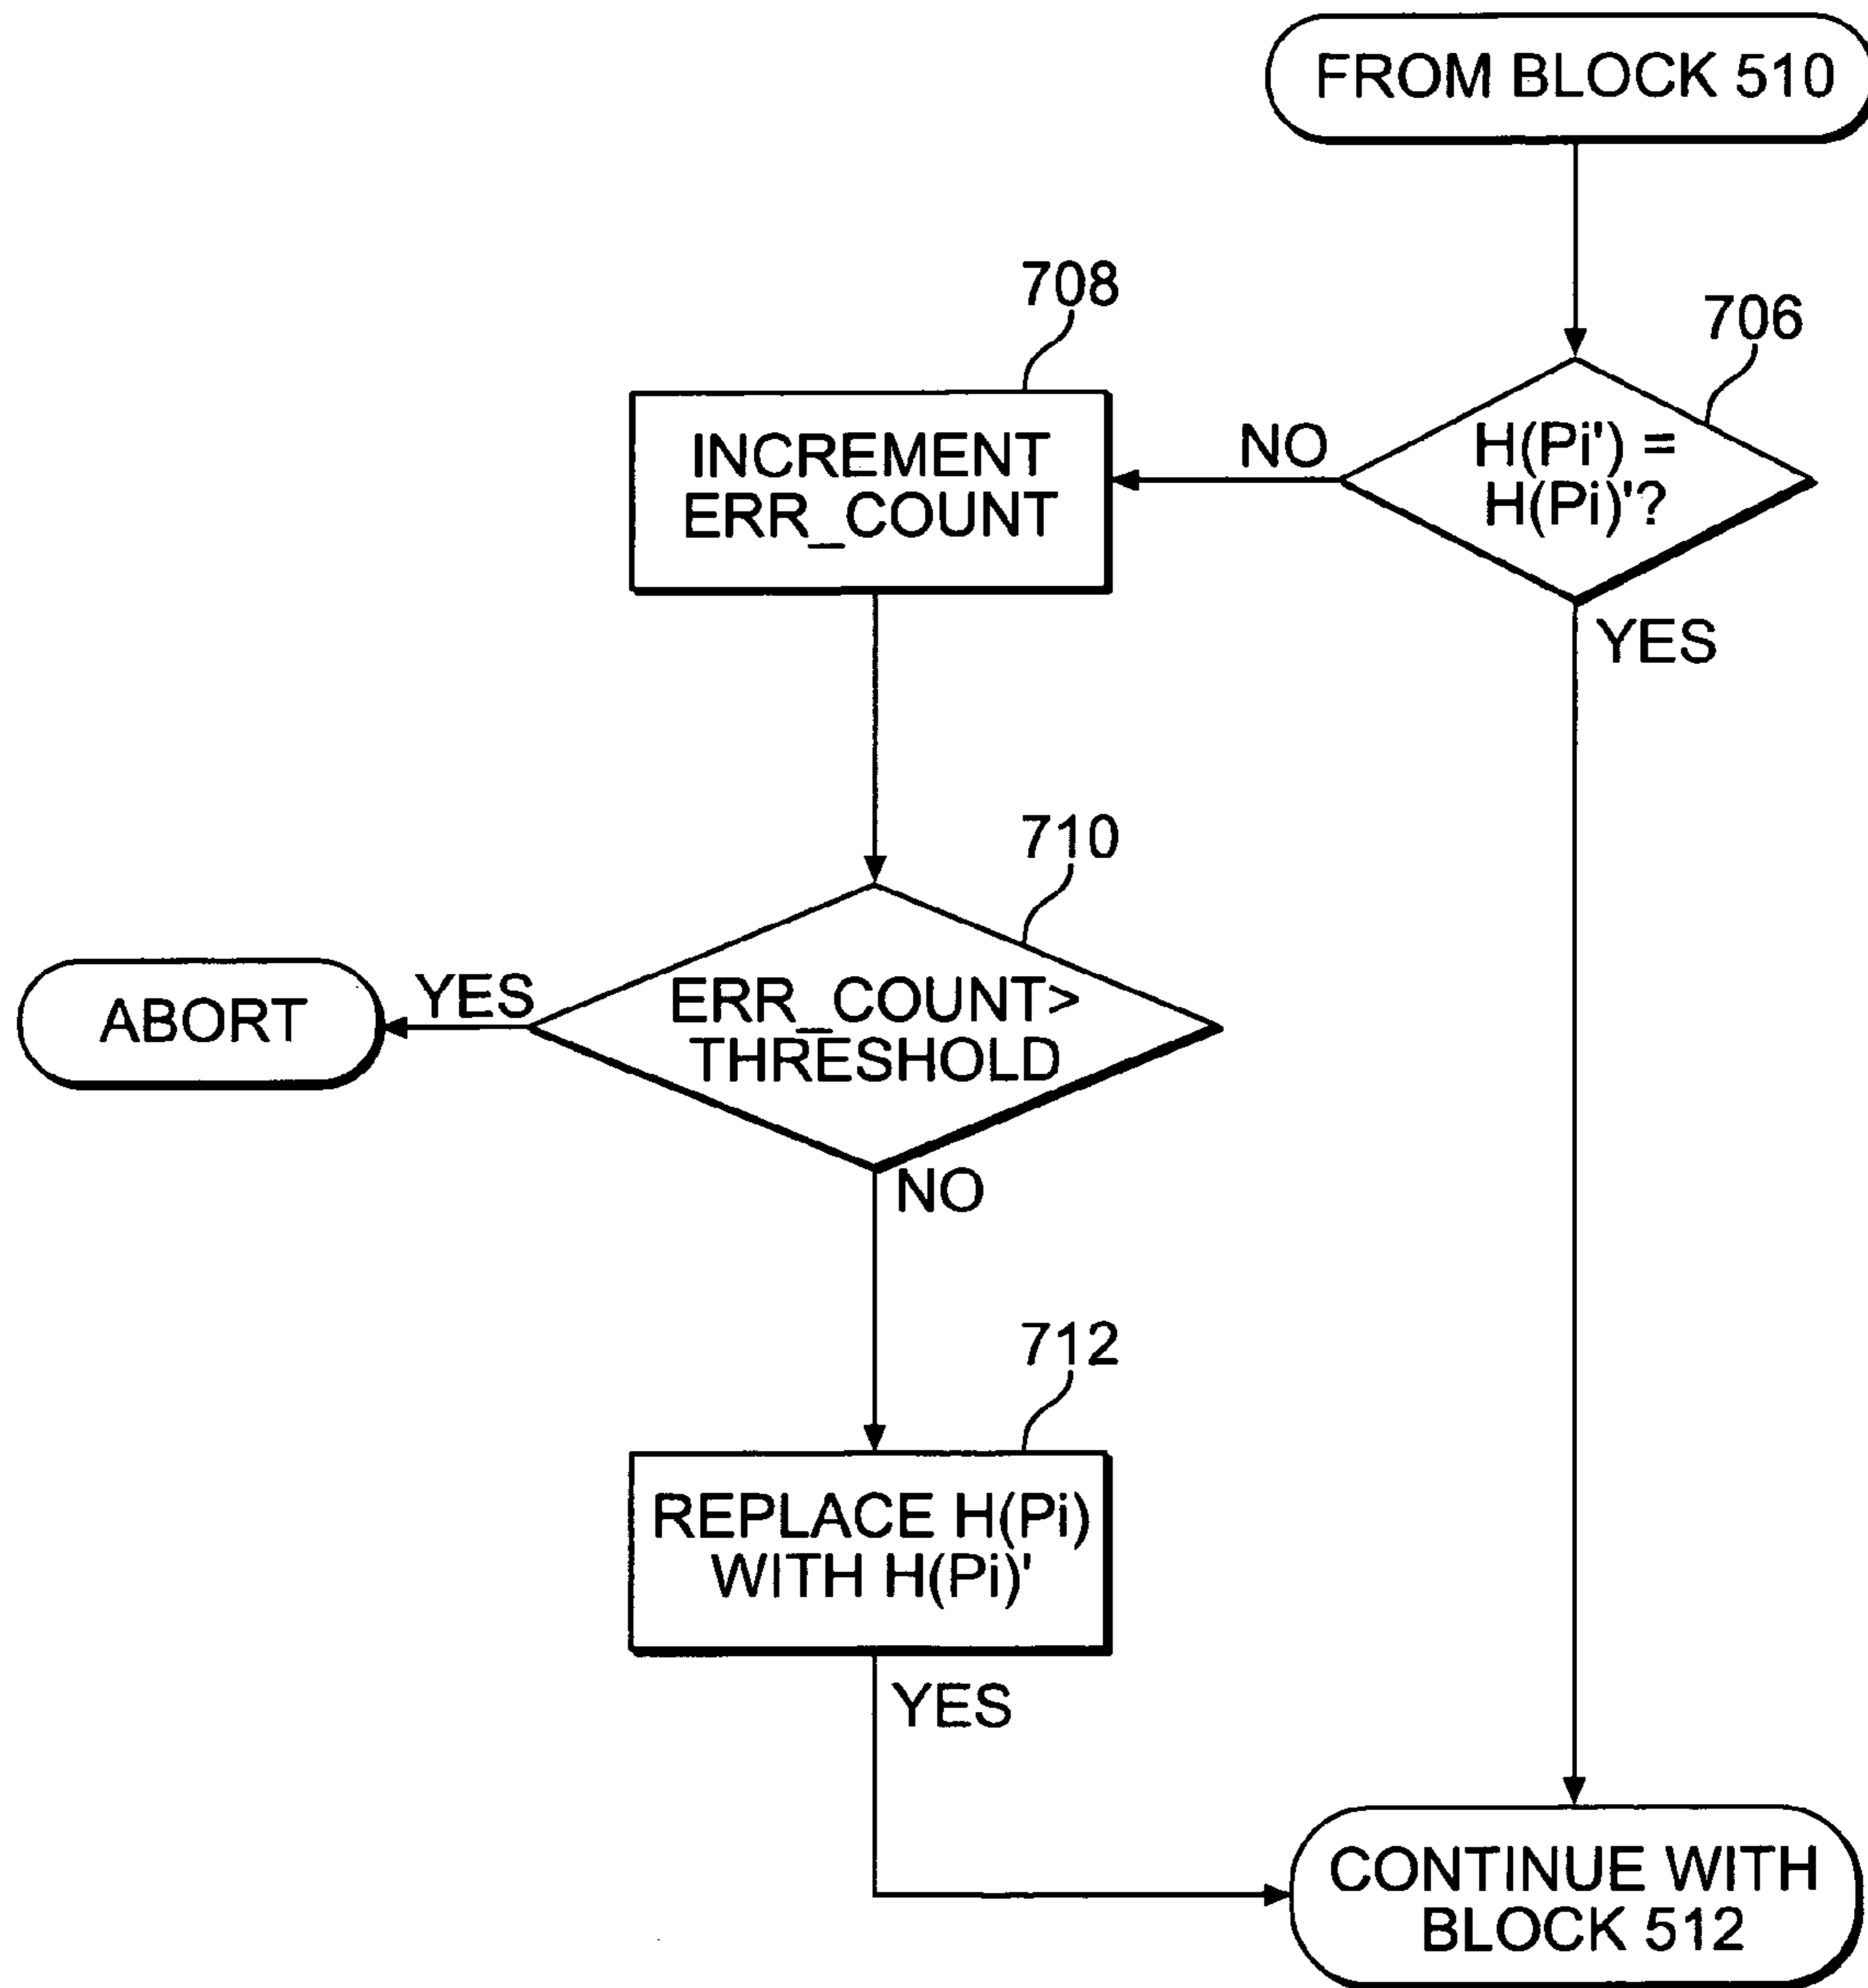 FROM BLOCK 510
706
H(Pi') =
H(Pi)'?
NO
YES
708
INCREMENT
ERR_COUNT
710
ERR_COUNT>
THRESHOLD
YES
ABORT
NO
712
REPLACE H(Pi)
WITH H(Pi)'
YES
CONTINUE WITH
BLOCK 512